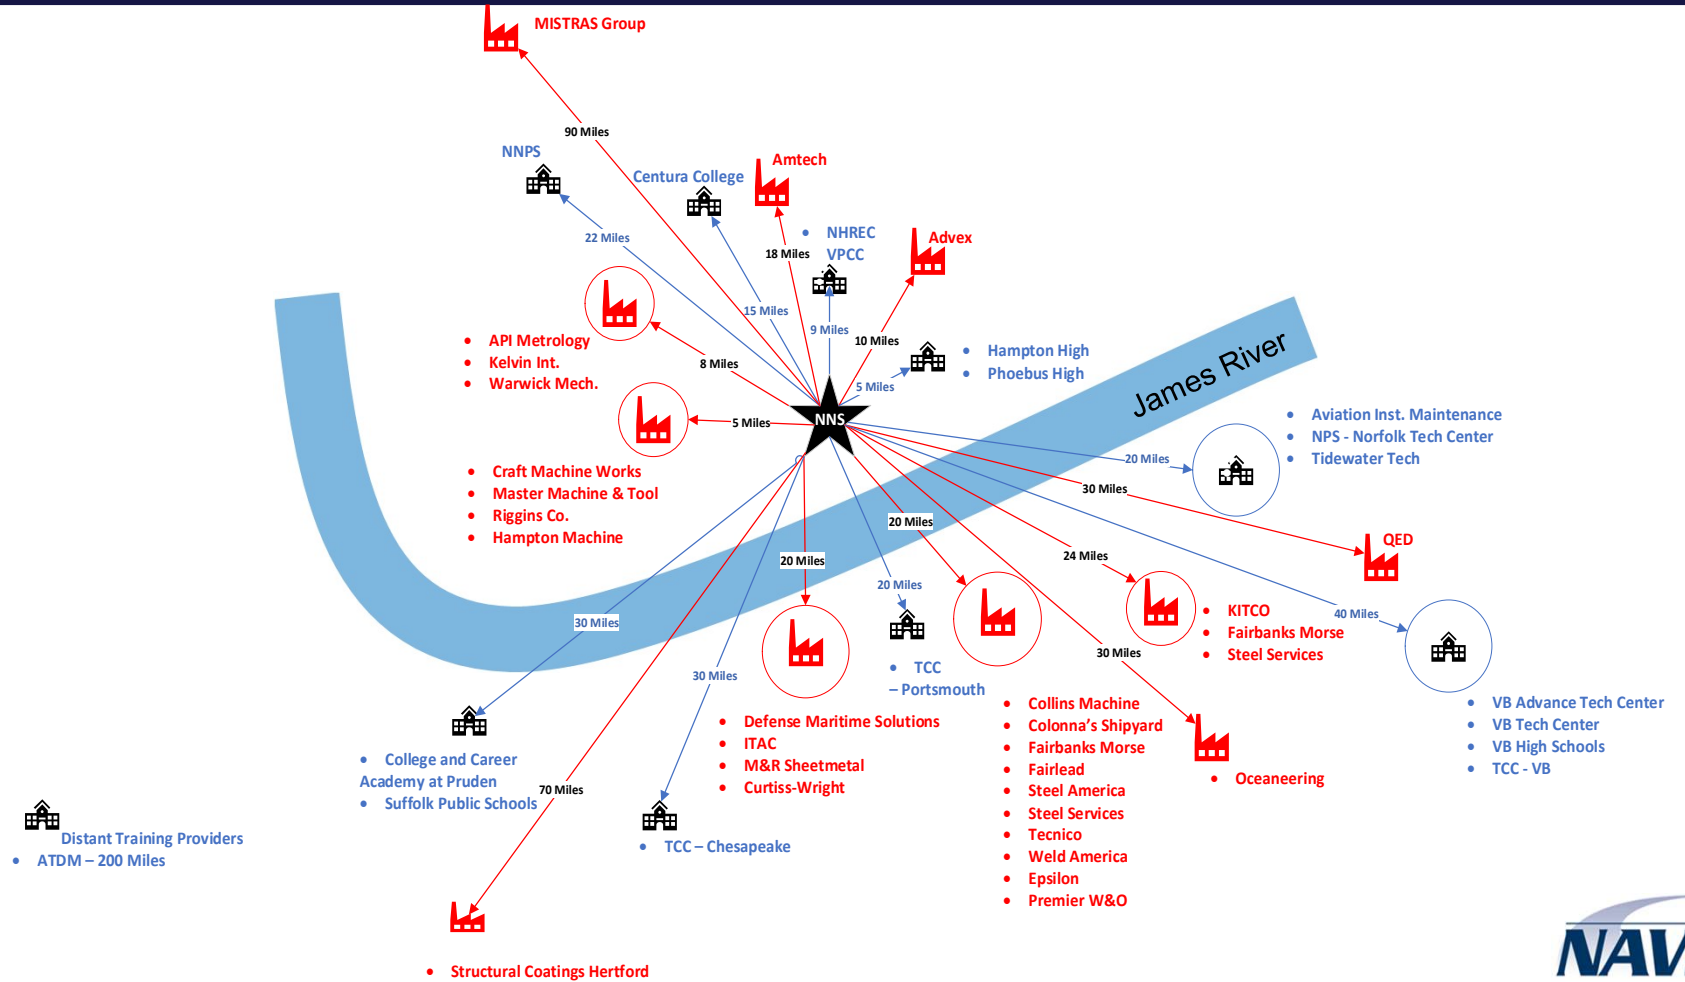 MISTRAS Group
90 Miles
NNPS
Centura College
Amtech
22 Miles
18 Miles
• NHREC
VPCC
Advex
15 Miles
9 Miles
10 Miles
• API Metrology
• Kelvin Int.
• Warwick Mech.
8 Miles
5 Miles
• Hampton High
• Phoebus High
James River
5 Miles
NNS
• Craft Machine Works
• Master Machine & Tool
• Riggins Co.
• Hampton Machine
• Aviation Inst. Maintenance
• NPS - Norfolk Tech Center
• Tidewater Tech
20 Miles
30 Miles
QED
20 Miles
24 Miles
20 Miles
20 Miles
30 Miles
40 Miles
• KITCO
• Fairbanks Morse
• Steel Services
30 Miles
30 Miles
• TCC
– Portsmouth
• VB Advance Tech Center
• VB Tech Center
• VB High Schools
• TCC - VB
• Collins Machine
• Colonna's Shipyard
• Fairbanks Morse
• Fairlead
• Steel America
• Steel Services
• Tecnico
• Weld America
• Epsilon
• Premier W&O
• Defense Maritime Solutions
• ITAC
• M&R Sheetmetal
• Curtiss-Wright
• Oceaneering
• College and Career
Academy at Pruden
• Suffolk Public Schools
70 Miles
• TCC – Chesapeake
Distant Training Providers
• ATDM – 200 Miles
• Structural Coatings Hertford